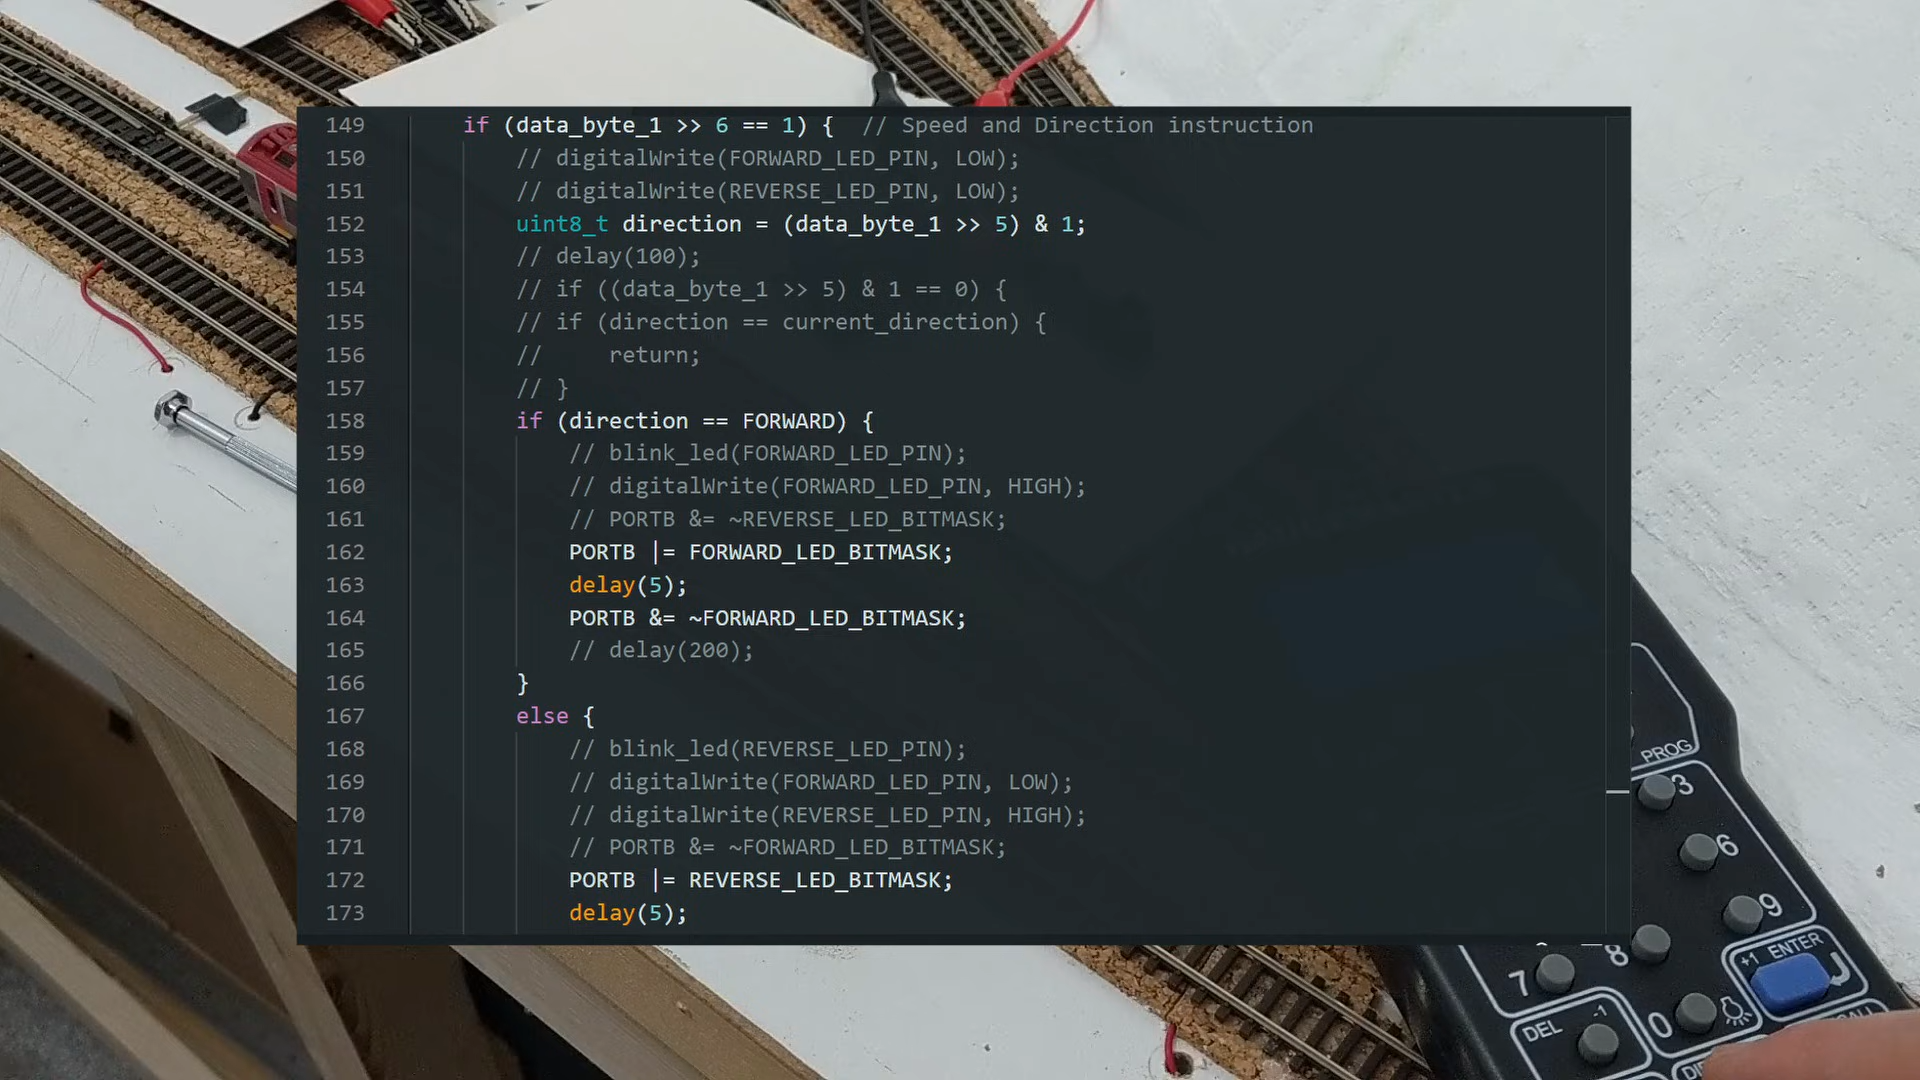 149 if (data_byte_1 >> 6 == 1) { // Speed and Direction instruction
150 // digitalWrite(FORWARD_LED_PIN, LOW);
151 // digitalWrite(REVERSE_LED_PIN, LOW);
152 uint8_t direction = (data_byte_1 >> 5) & 1;
153 // delay(100);
154 // if ((data_byte_1 >> 5) & 1 == 0) {
155 // if (direction == current_direction) {
156 //     return;
157 // }
158 if (direction == FORWARD) {
159 // blink_led(FORWARD_LED_PIN);
160 // digitalWrite(FORWARD_LED_PIN, HIGH);
161 // PORTB &= ~REVERSE_LED_BITMASK;
162 PORTB |= FORWARD_LED_BITMASK;
163 delay(5);
164 PORTB &= ~FORWARD_LED_BITMASK;
165 // delay(200);
166 }
167 else {
168 // blink_led(REVERSE_LED_PIN);
169 // digitalWrite(FORWARD_LED_PIN, LOW);
170 // digitalWrite(REVERSE_LED_PIN, HIGH);
171 // PORTB &= ~FORWARD_LED_BITMASK;
172 PORTB |= REVERSE_LED_BITMASK;
173 delay(5);
PROG
3
6
9
+1 ENTER
7 8
DEL -1
0